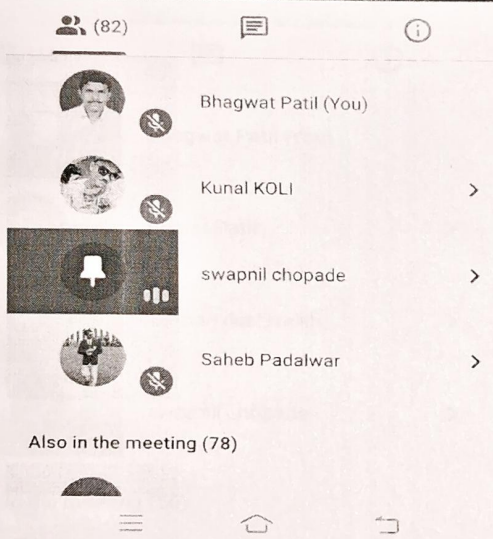 (82)
Bhagwat Patil (You)
Kunal KOLI
swapnil chopade
Saheb Padalwar
Also in the meeting (78)